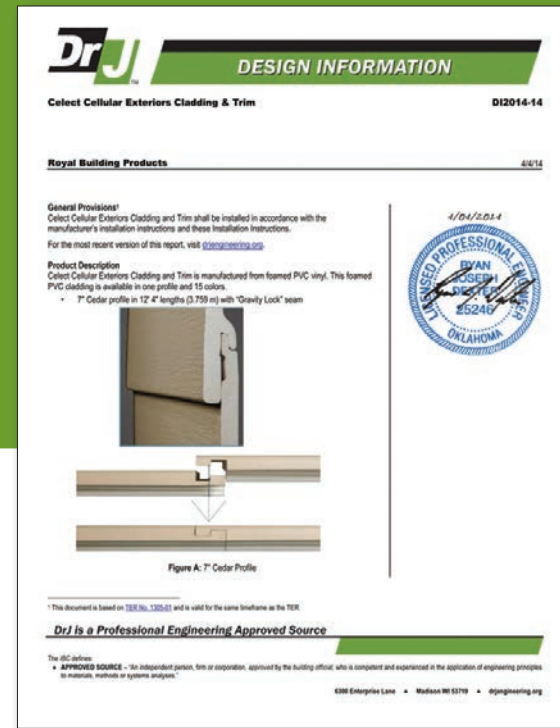 DrJ
TM
DESIGN INFORMATION
Celect Cellular Exteriors Cladding & Trim DI2014-14
Royal Building Products 4/4/14
General Provisions¹
Celect Cellular Exteriors Cladding and Trim shall be installed in accordance with the
manufacturer's installation instructions and these Installation Instructions.
For the most recent version of this report, visit drjengineering.org.
Product Description
Celect Cellular Exteriors Cladding and Trim is manufactured from foamed PVC vinyl. This foamed
PVC cladding is available in one profile and 15 colors.
• 7" Cedar profile in 12' 4" lengths (3.759 m) with "Gravity Lock" seam
4/04/2014
LICENSED PROFESSIONAL ENGINEER
RYAN
JOSEPH
25246
OKLAHOMA
Figure A: 7" Cedar Profile
¹ This document is based on TER No. 1305-01 and is valid for the same timeframe as the TER.
DrJ is a Professional Engineering Approved Source
The IBC defines:
• APPROVED SOURCE – "An independent person, firm or corporation, approved by the building official, who is competent and experienced in the application of engineering principles
to materials, methods or systems analyses."
6300 Enterprise Lane ▲ Madison WI 53719 ▲ drjengineering.org